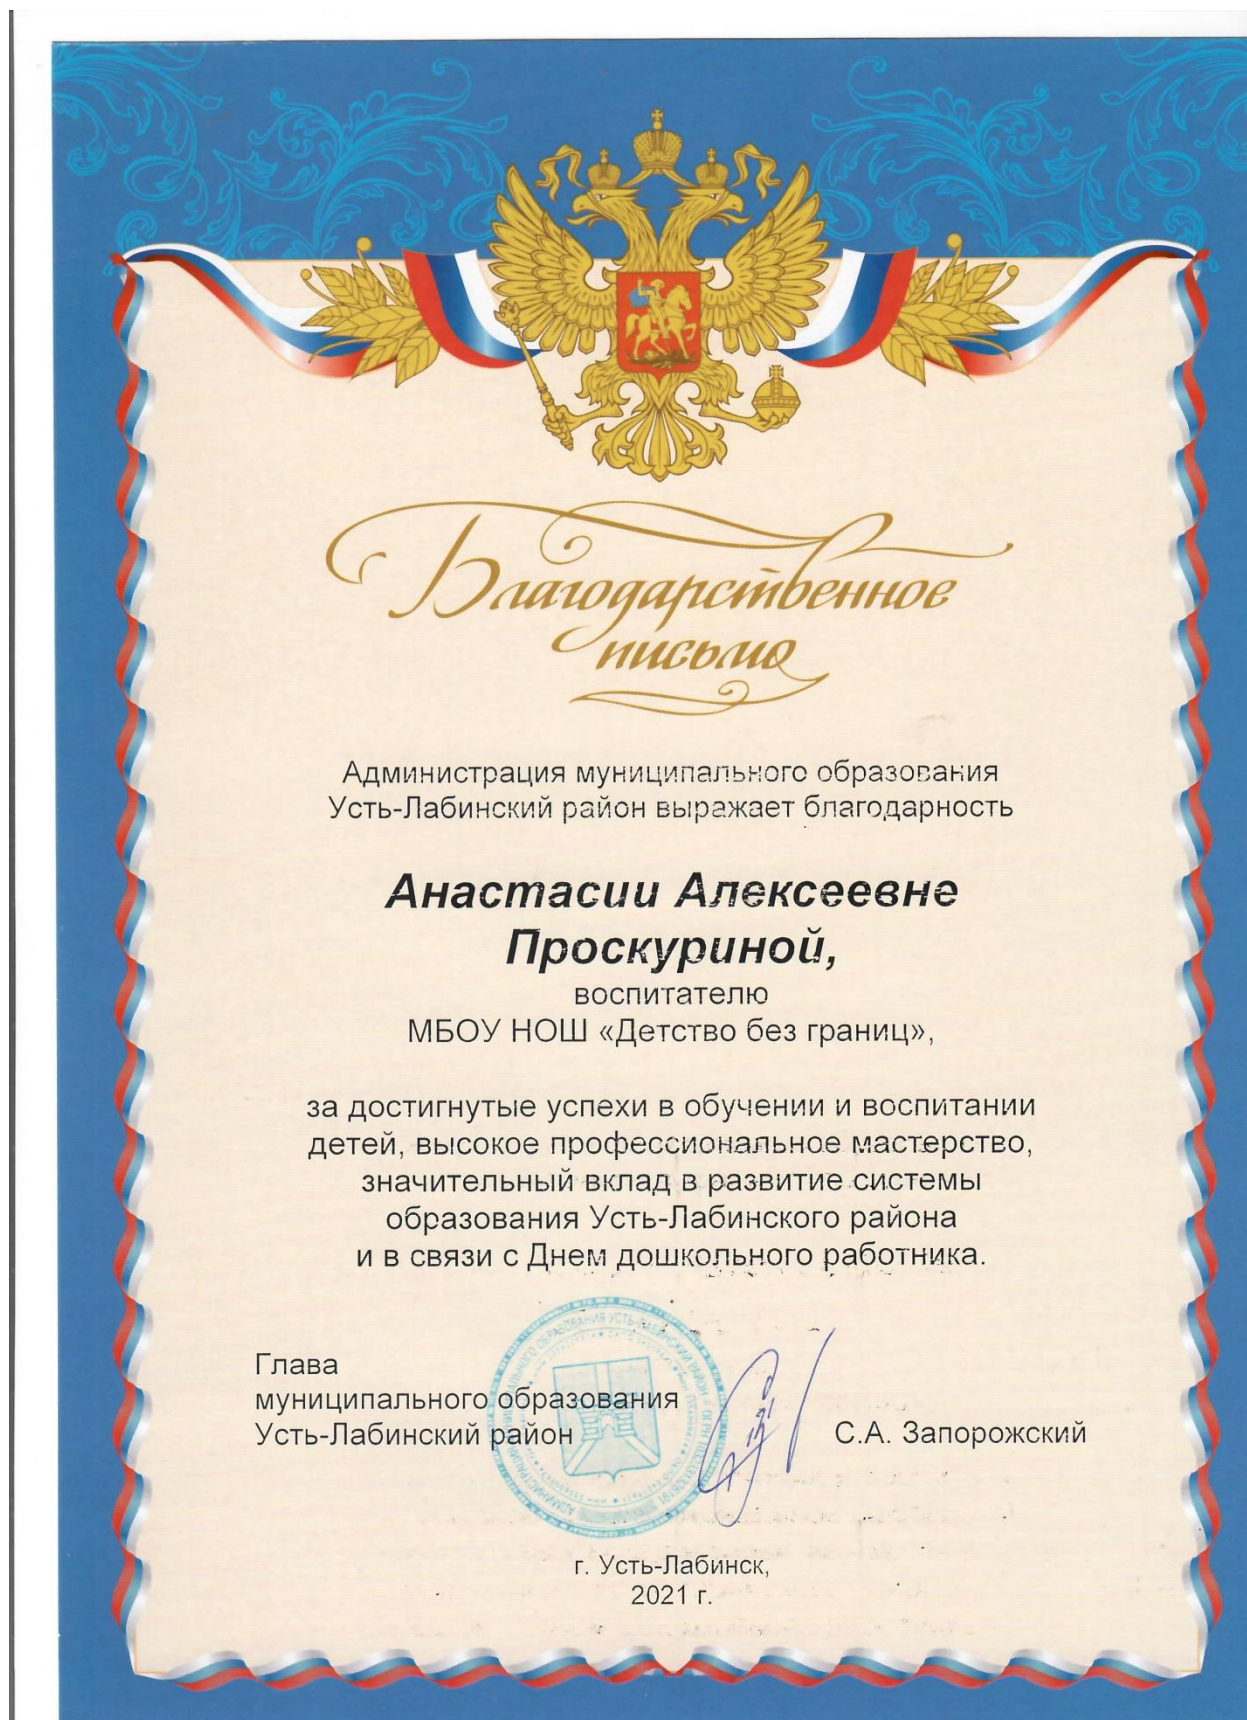 Благодарственное
письмо
Администрация муниципального образования
Усть-Лабинский район выражает благодарность
Анастасии Алексеевне
Проскуриной,
воспитателю
МБОУ НОШ «Детство без границ»,
за достигнутые успехи в обучении и воспитании
детей, высокое профессиональное мастерство,
значительный вклад в развитие системы
образования Усть-Лабинского района
и в связи с Днем дошкольного работника.
Глава
муниципального образования
Усть-Лабинский район
С.А. Запорожский
г. Усть-Лабинск,
2021 г.